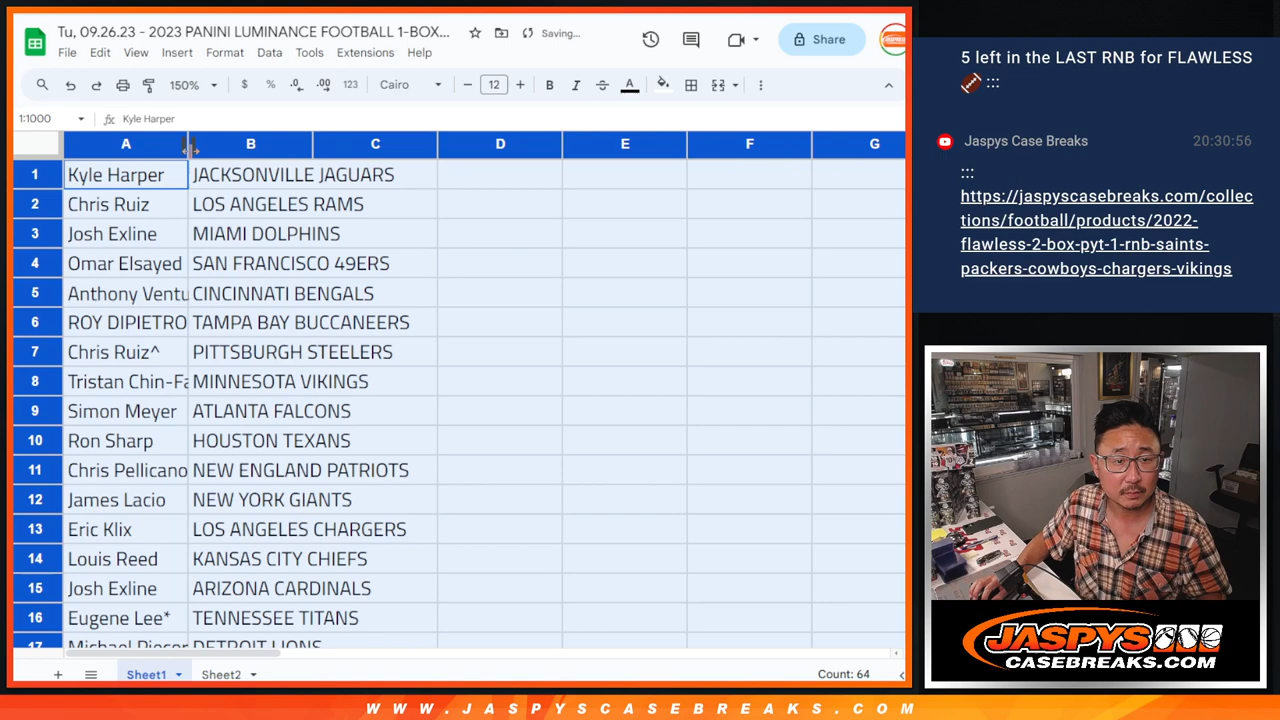 Tu, 09.26.23 - 2023 PANINI LUMINANCE FOOTBALL 1-BOX...
Saving...
File Edit View Insert Format Data Tools Extensions Help
Share
150%
$ % .0 .00 123
Cairo
12
B I A
1:1000
fx Kyle Harper
A B C D E F G
1 Kyle Harper JACKSONVILLE JAGUARS
2 Chris Ruiz LOS ANGELES RAMS
3 Josh Exline MIAMI DOLPHINS
4 Omar Elsayed SAN FRANCISCO 49ERS
5 Anthony Ventu CINCINNATI BENGALS
6 ROY DIPIETRO TAMPA BAY BUCCANEERS
7 Chris Ruiz^ PITTSBURGH STEELERS
8 Tristan Chin-Fa MINNESOTA VIKINGS
9 Simon Meyer ATLANTA FALCONS
10 Ron Sharp HOUSTON TEXANS
11 Chris Pellicano NEW ENGLAND PATRIOTS
12 James Lacio NEW YORK GIANTS
13 Eric Klix LOS ANGELES CHARGERS
14 Louis Reed KANSAS CITY CHIEFS
15 Josh Exline ARIZONA CARDINALS
16 Eugene Lee* TENNESSEE TITANS
17 Michael DETROIT LIONS
Sheet1 Sheet2
Count: 64
5 left in the LAST RNB for FLAWLESS
🏈 :::
Jaspys Case Breaks 20:30:56
:::
https://jaspyscasebreaks.com/collec
tions/football/products/2022-
flawless-2-box-pyt-1-rnb-saints-
packers-cowboys-chargers-vikings
JASPYS
CASEBREAKS.COM
WWW.JASPYSCASEBREAKS.COM